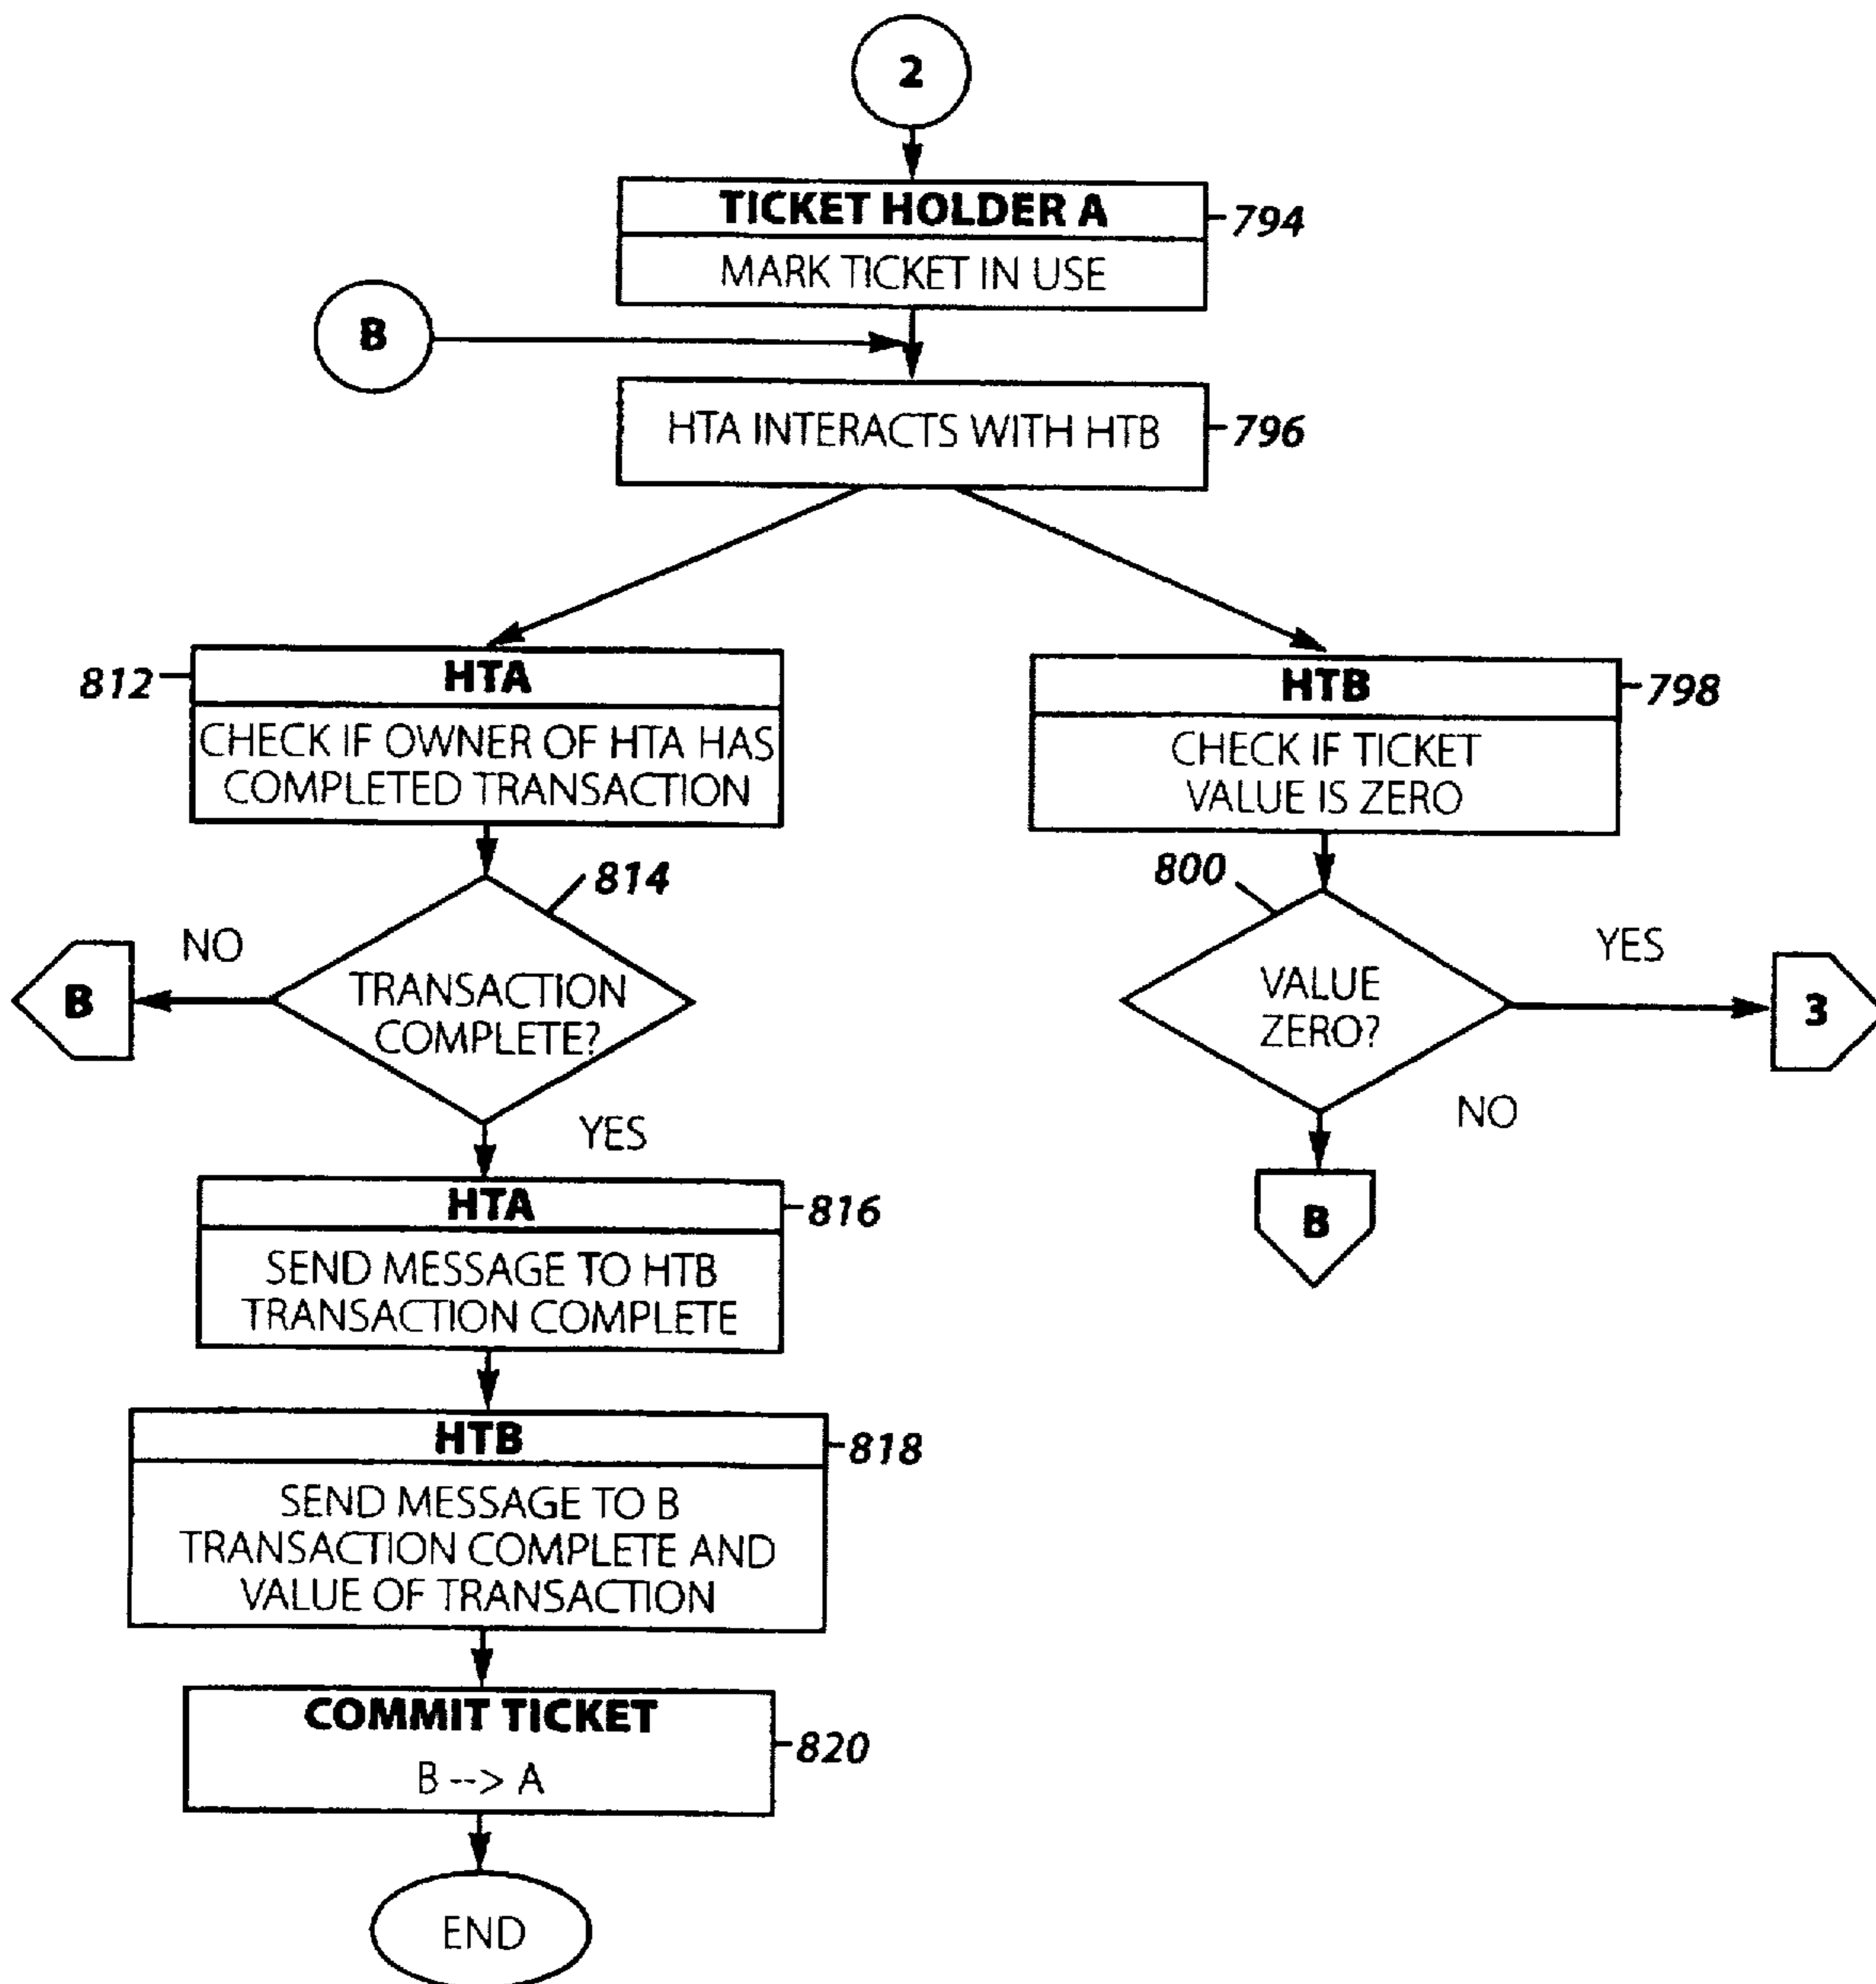 2
TICKET HOLDER A
794
MARK TICKET IN USE
B
HTA INTERACTS WITH HTB
796
812
HTA
CHECK IF OWNER OF HTA HAS
COMPLETED TRANSACTION
HTB
798
CHECK IF TICKET
VALUE IS ZERO
814
NO
B
TRANSACTION
COMPLETE?
YES
800
VALUE
ZERO?
YES
3
NO
B
HTA
816
SEND MESSAGE TO HTB
TRANSACTION COMPLETE
HTB
818
SEND MESSAGE TO B
TRANSACTION COMPLETE AND
VALUE OF TRANSACTION
COMMIT TICKET
820
B --> A
END